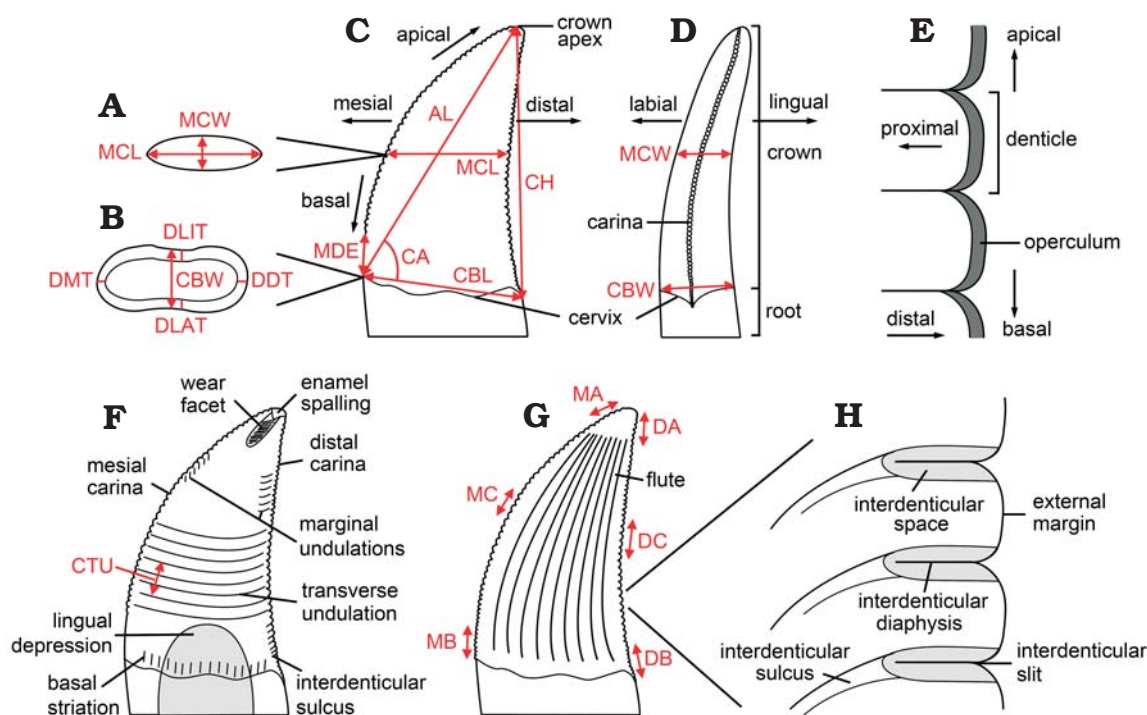 A
MCW
MCL
B
DLIT
DMT
CBW
DDT
DLAT
C
apical
crown
apex
mesial
distal
AL
MCL
CH
basal
MDE
CA
CBL
cervix
D
labial
lingual
MCW
crown
carina
CBW
root
E
apical
proximal
denticle
operculum
distal
basal
F
wear
facet
enamel
spalling
mesial
carina
distal
carina
marginal
undulations
CTU
transverse
undulation
lingual
depression
basal
striation
interdenticular
sulcus
G
MA
DA
flute
MC
DC
MB
DB
H
interdenticular
space
external
margin
interdenticular
diaphysis
interdenticular
sulcus
interdenticular
slit